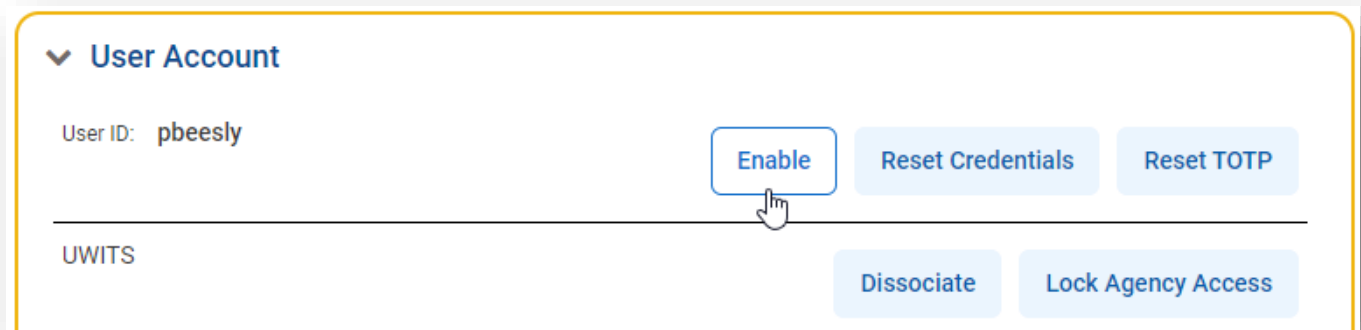 User Account
User ID: pbeesly
Enable Reset Credentials Reset TOTP
UWITS
Dissociate Lock Agency Access